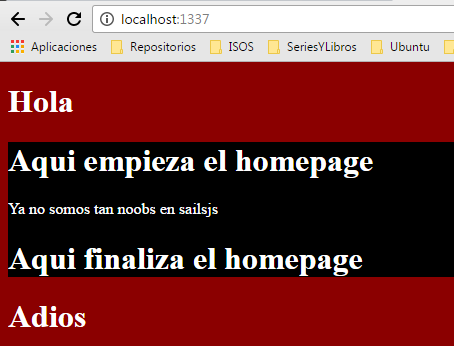 localhost:1337
Aplicaciones Repositorios ISOS SeriesYLibros Ubuntu
Hola
Aqui empieza el homepage
Ya no somos tan noobs en sailsjs
Aqui finaliza el homepage
Adios